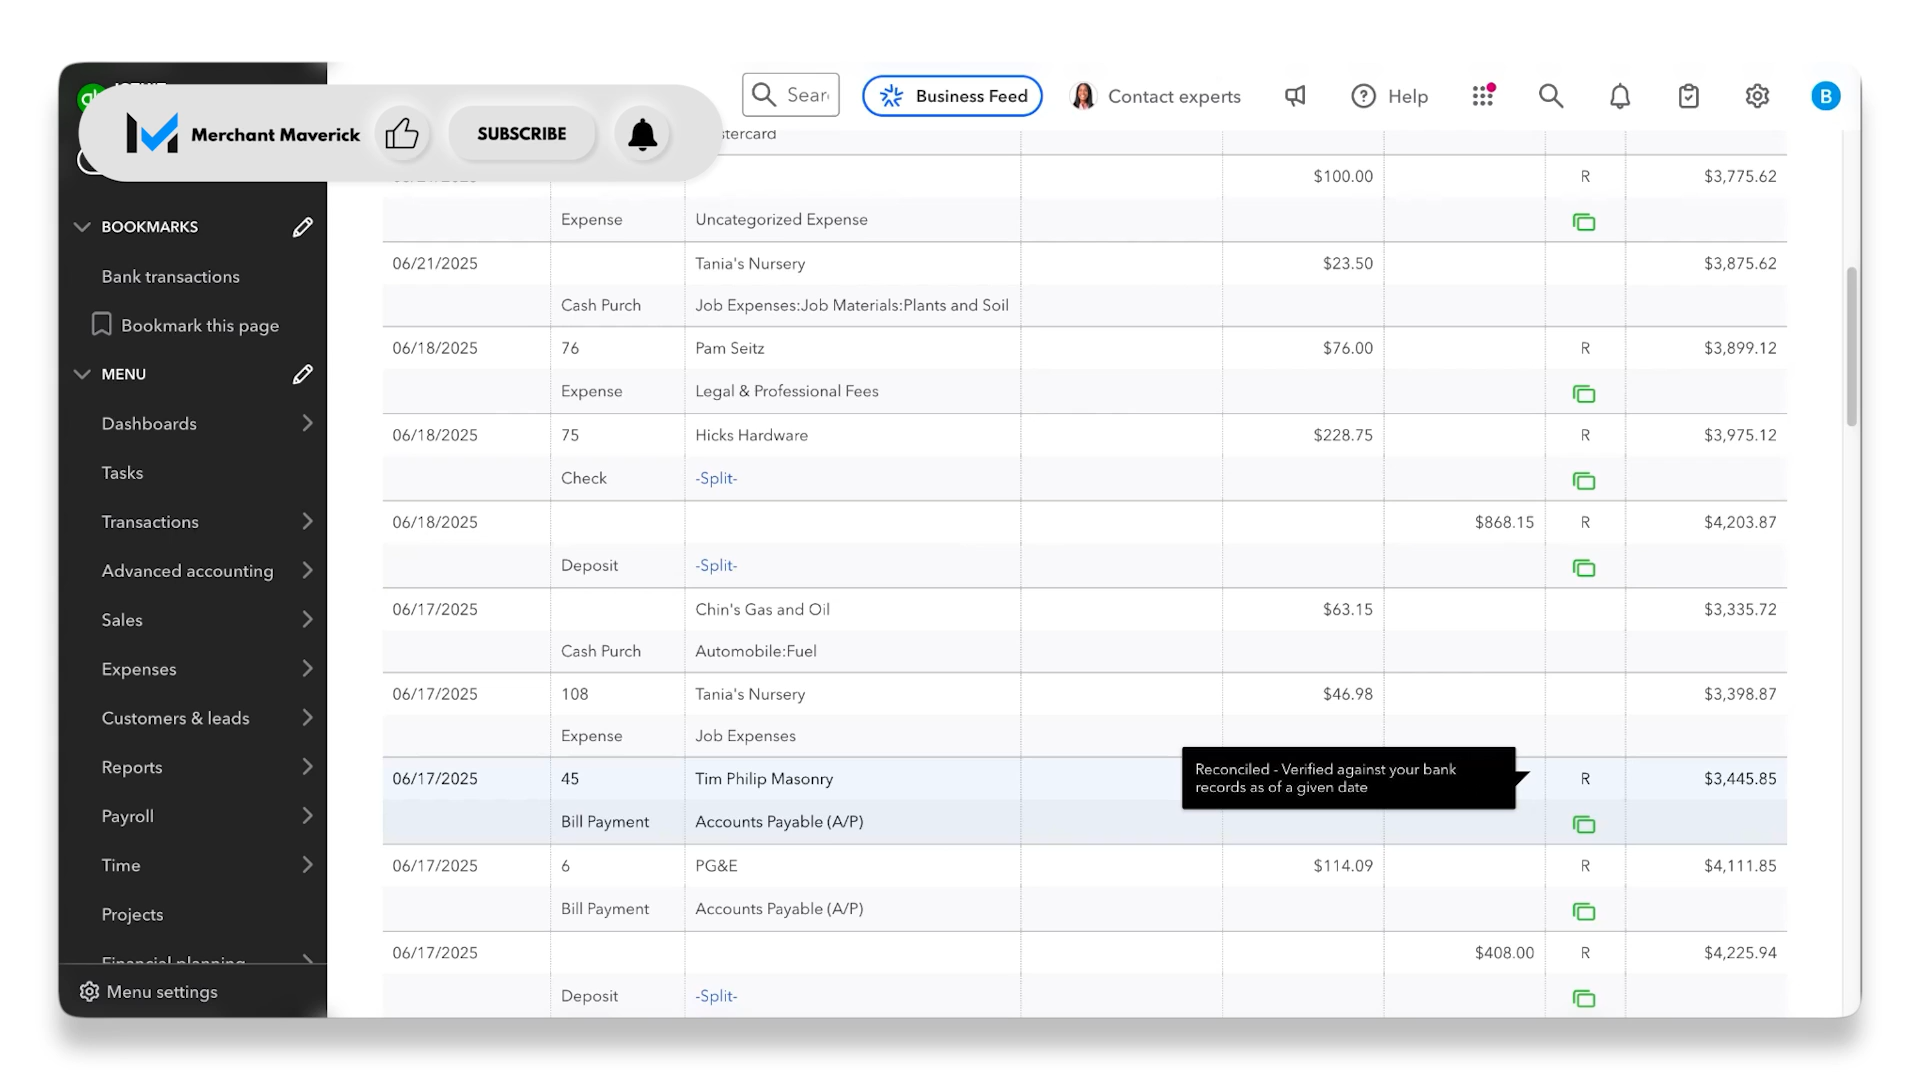 Merchant Maverick
SUBSCRIBE
Sear
Business Feed
Contact experts
Help
B
BOOKMARKS
Bank transactions
Bookmark this page
MENU
Dashboards
Tasks
Transactions
Advanced accounting
Sales
Expenses
Customers & leads
Reports
Payroll
Time
Projects
Financial planning
Menu settings
stercard
$100.00 R $3,775.62
Expense Uncategorized Expense
06/21/2025 Tania's Nursery $23.50 $3,875.62
Cash Purch Job Expenses:Job Materials:Plants and Soil
06/18/2025 76 Pam Seitz $76.00 R $3,899.12
Expense Legal & Professional Fees
06/18/2025 75 Hicks Hardware $228.75 R $3,975.12
Check -Split-
06/18/2025 $868.15 R $4,203.87
Deposit -Split-
06/17/2025 Chin's Gas and Oil $63.15 $3,335.72
Cash Purch Automobile:Fuel
06/17/2025 108 Tania's Nursery $46.98 $3,398.87
Expense Job Expenses
06/17/2025 45 Tim Philip Masonry R $3,445.85
Reconciled - Verified against your bank
records as of a given date
Bill Payment Accounts Payable (A/P)
06/17/2025 6 PG&E $114.09 R $4,111.85
Bill Payment Accounts Payable (A/P)
06/17/2025 $408.00 R $4,225.94
Deposit -Split-